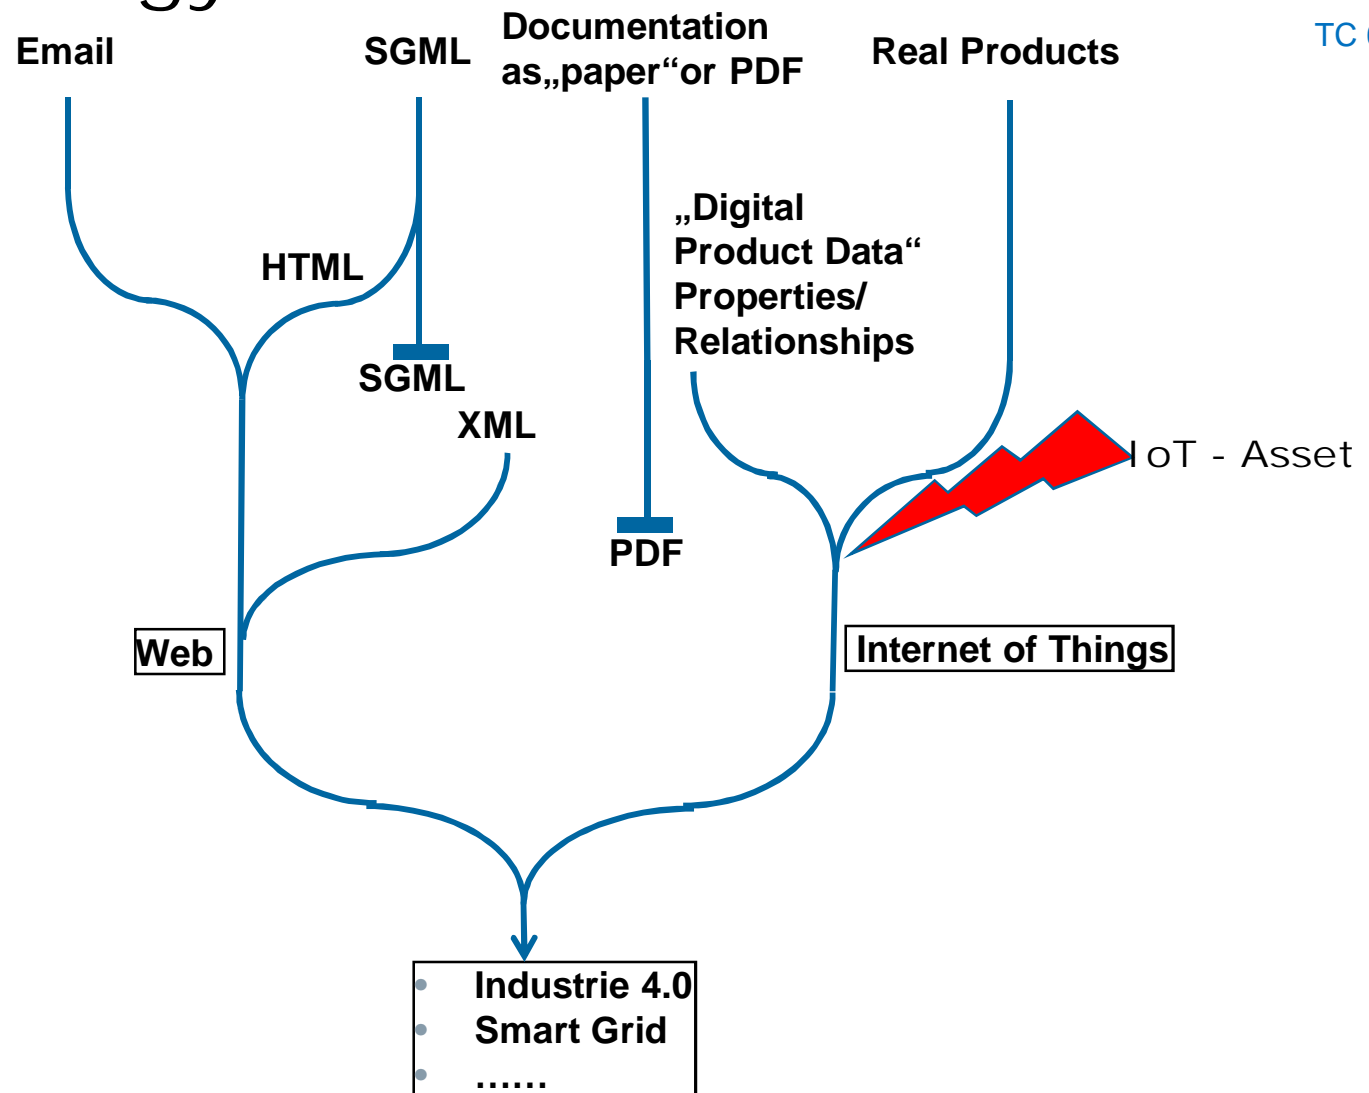 Email
SGML
Documentation
as„paper“or PDF
Real Products
TC
„Digital
Product Data“
Properties/
Relationships
HTML
SGML
XML
IoT - Asset
PDF
Web
Internet of Things
Industrie 4.0
Smart Grid
……